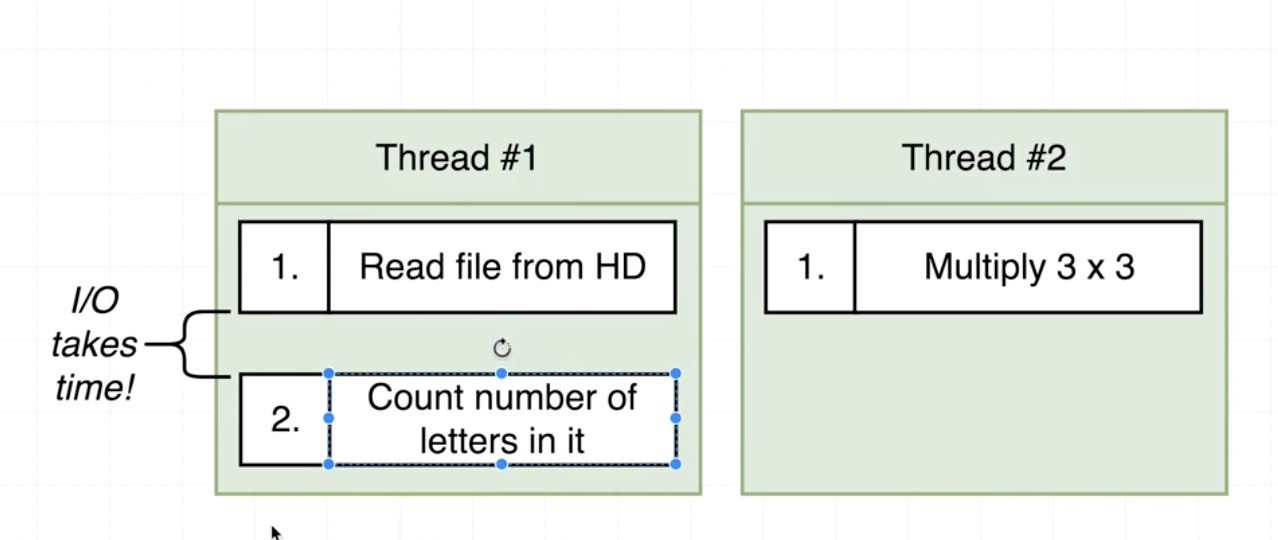 Thread #1
1.
Read file from HD
I/O
takes
time!
2.
Count number of
letters in it
Thread #2
1.
Multiply 3 x 3